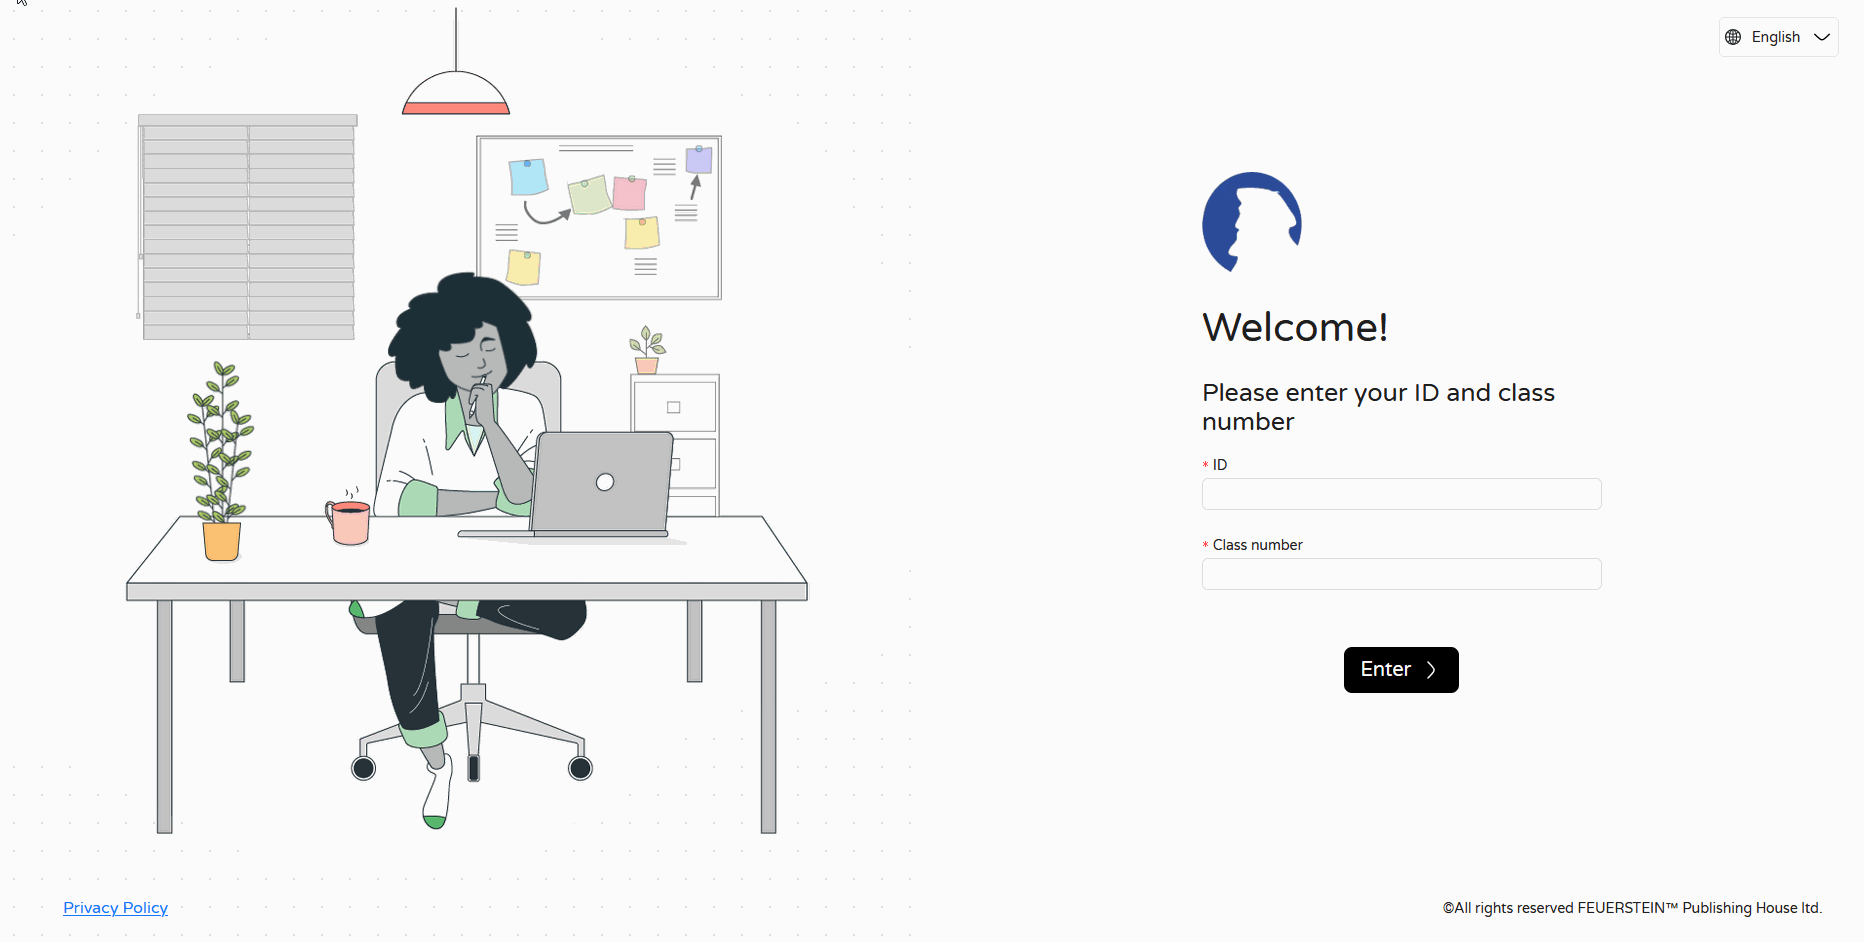 English
Welcome!
Please enter your ID and class
number
* ID
* Class number
Enter
Privacy Policy
©All rights reserved FEUERSTEIN™ Publishing House ltd.